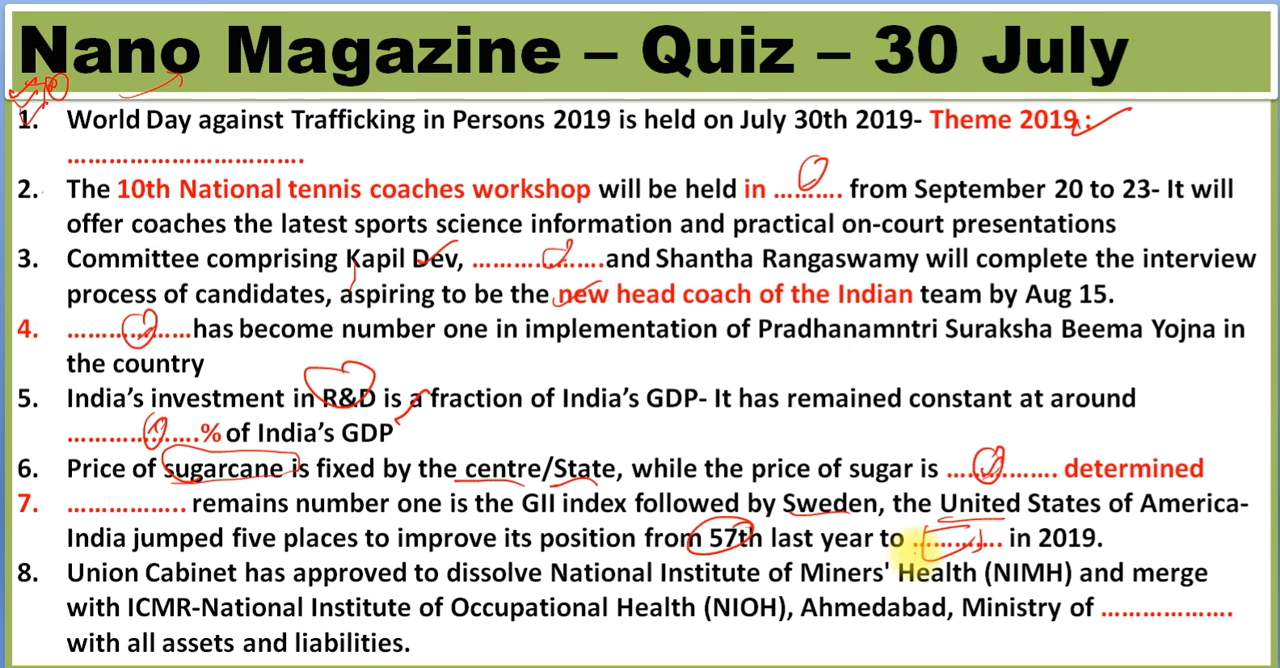 Nano Magazine – Quiz – 30 July
1. World Day against Trafficking in Persons 2019 is held on July 30th 2019- Theme 2019 :
……………………………….
2. The 10th National tennis coaches workshop will be held in ………. from September 20 to 23- It will
offer coaches the latest sports science information and practical on-court presentations
3. Committee comprising Kapil Dev, ………………….and Shantha Rangaswamy will complete the interview
process of candidates, aspiring to be the new head coach of the Indian team by Aug 15.
4. …………………has become number one in implementation of Pradhanamntri Suraksha Beema Yojna in
the country
5. India’s investment in R&D is a fraction of India’s GDP- It has remained constant at around
…………………..% of India’s GDP
6. Price of sugarcane is fixed by the centre/State, while the price of sugar is ……………. determined
7. …………….. remains number one is the GII index followed by Sweden, the United States of America-
India jumped five places to improve its position from 57th last year to …………. in 2019.
8. Union Cabinet has approved to dissolve National Institute of Miners' Health (NIMH) and merge
with ICMR-National Institute of Occupational Health (NIOH), Ahmedabad, Ministry of ……………….
with all assets and liabilities.